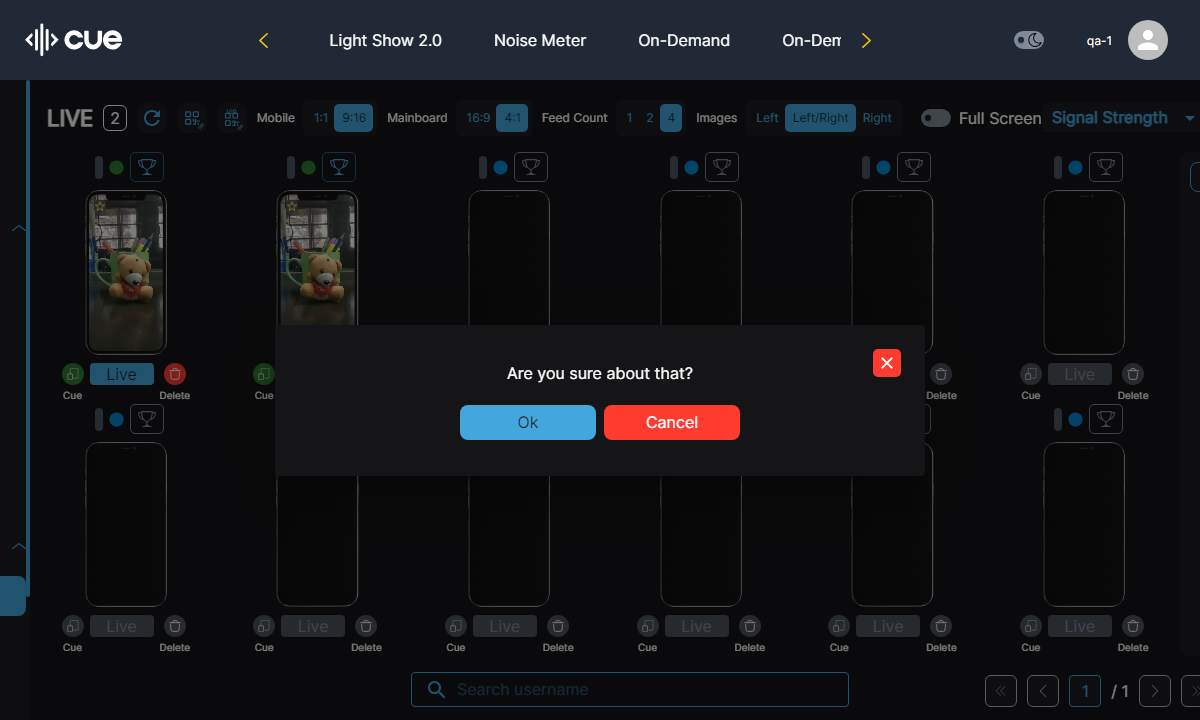 cue
Light Show 2.0
Noise Meter
On-Demand
On-Dem
qa-1
LIVE 2
Mobile 1:1 9:16
Mainboard 16:9 4:1
Feed Count 1 2 4
Images Left Left/Right Right
Full Screen
Signal Strength
Live
Cue Delete
Cue
Delete
Live
Cue Delete
Are you sure about that?
Ok Cancel
Live Live Live Live Live Live
Cue Delete Cue Delete Cue Delete Cue Delete Cue Delete Cue Delete
Search username
1 / 1